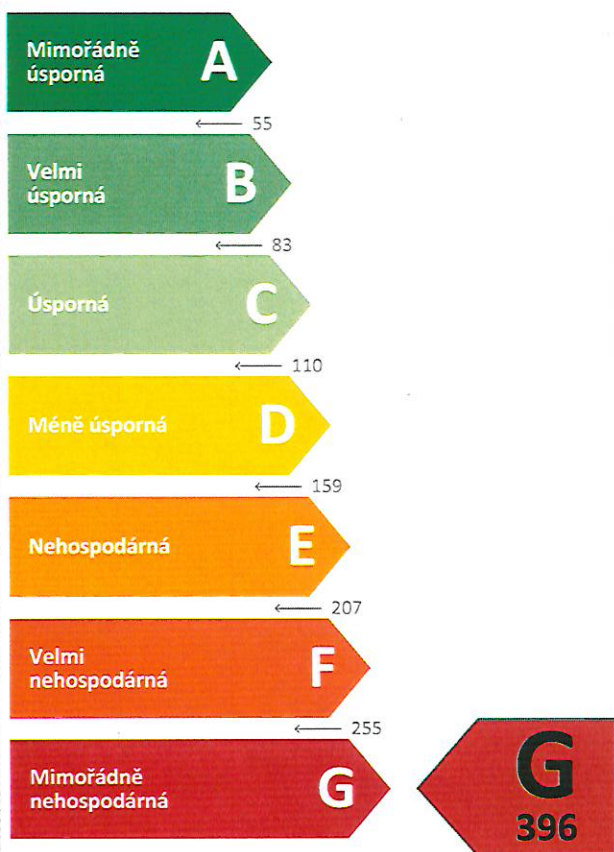 Mimořádně
úsporná
A
← 55
Velmi
úsporná
B
← 83
Úsporná
C
← 110
Méně úsporná
D
← 159
Nehospodárná
E
← 207
Velmi
nehospodárná
F
← 255
Mimořádně
nehospodárná
G
G
396